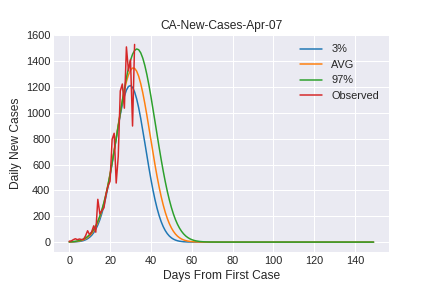 CA-New-Cases-Apr-07
1600
1400
1200
1000
800
600
400
200
0
Daily New Cases
3%
AVG
97%
Observed
0 20 40 60 80 100 120 140
Days From First Case